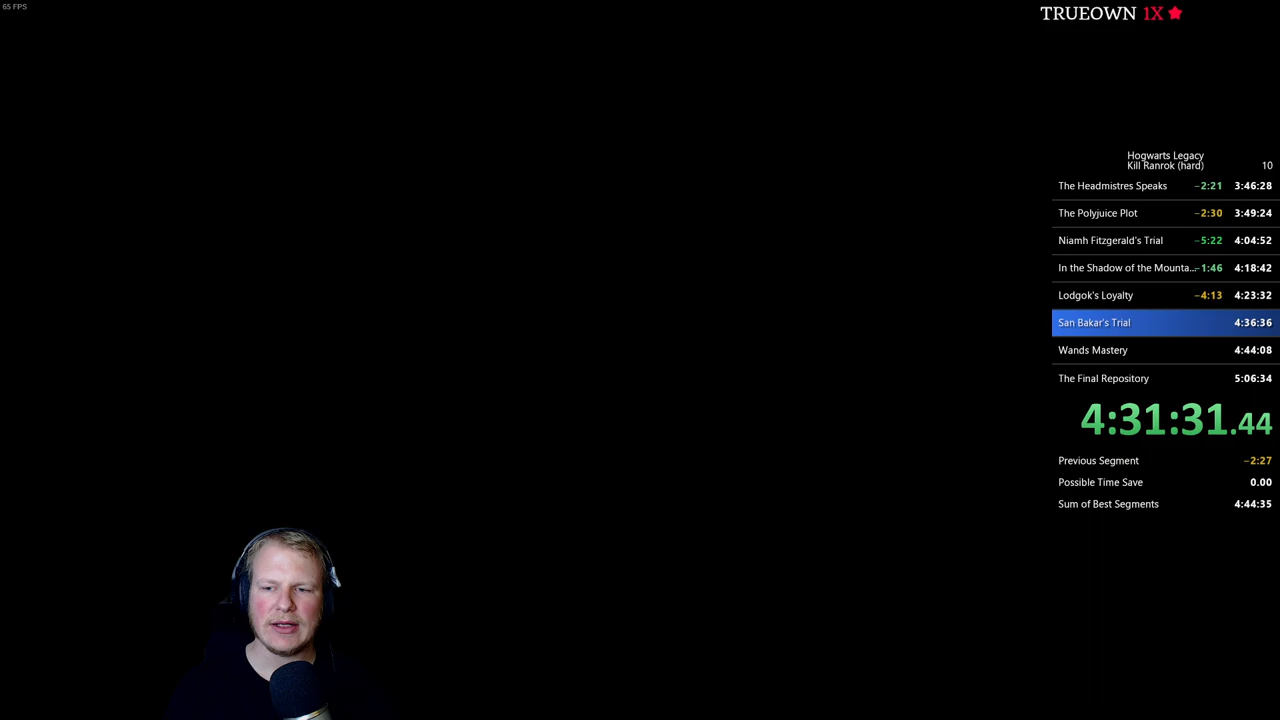 65 FPS
TRUEOWN 1X
Hogwarts Legacy
Kill Ranrok (hard) 10
The Headmistres Speaks −2:21 3:46:28
The Polyjuice Plot −2:30 3:49:24
Niamh Fitzgerald's Trial −5:22 4:04:52
In the Shadow of the Mounta... −1:46 4:18:42
Lodgok's Loyalty −4:13 4:23:32
San Bakar's Trial 4:36:36
Wands Mastery 4:44:08
The Final Repository 5:06:34
4:31:31.44
Previous Segment −2:27
Possible Time Save 0.00
Sum of Best Segments 4:44:35